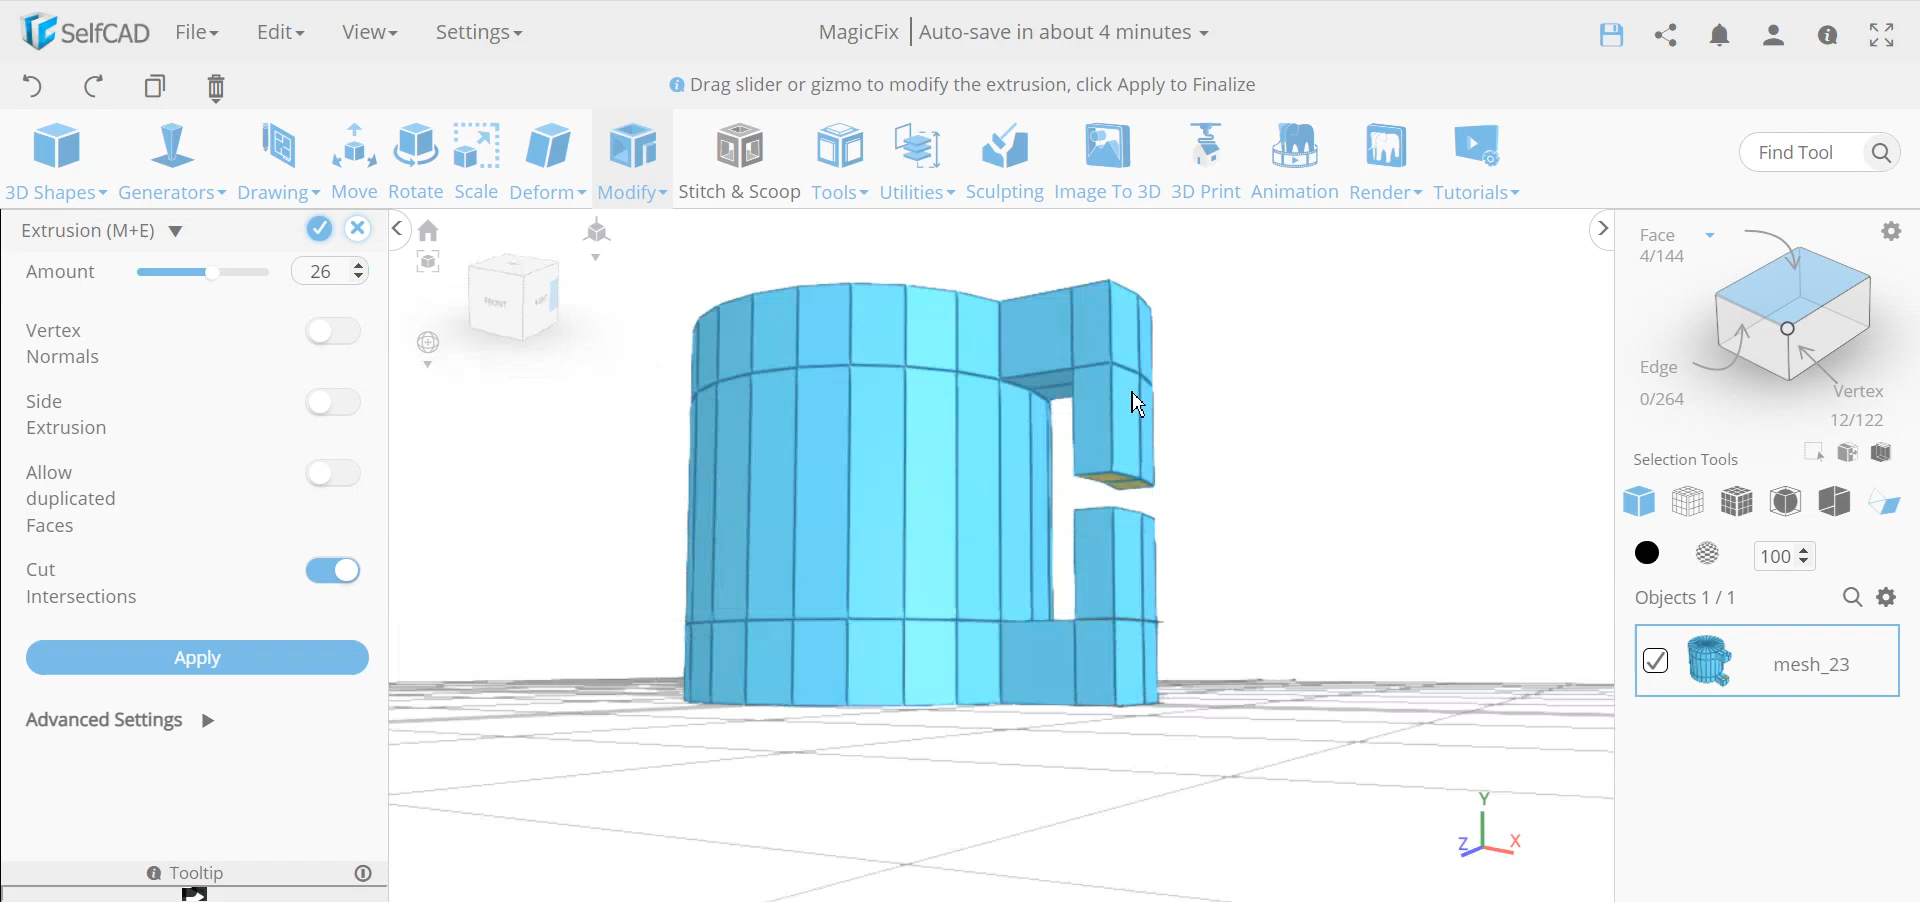 SelfCAD File Edit View Settings MagicFix Auto-save in about 4 minutes
Drag slider or gizmo to modify the extrusion, click Apply to Finalize
Find Tool
3D Shapes Generators Drawing Move Rotate Scale Deform Modify Stitch & Scoop Tools Utilities Sculpting Image To 3D 3D Print Animation Render Tutorials
Extrusion (M+E)
Amount 26
Vertex
Normals
Side
Extrusion
Allow
duplicated
Faces
Cut
Intersections
Apply
Advanced Settings
Tooltip
FRONT
Y
Z X
Face
4/144
Edge
0/264
Vertex
12/122
Selection Tools
100
Objects 1 / 1
mesh_23